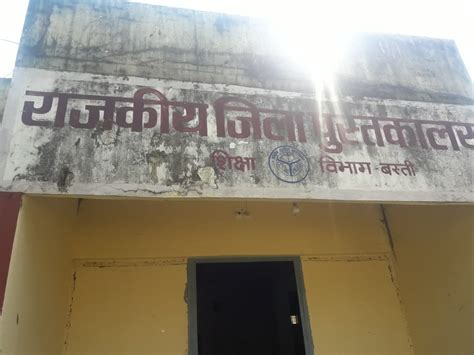 राजकीय जिला पुस्तकालय
शिक्षा विभाग-बस्ती